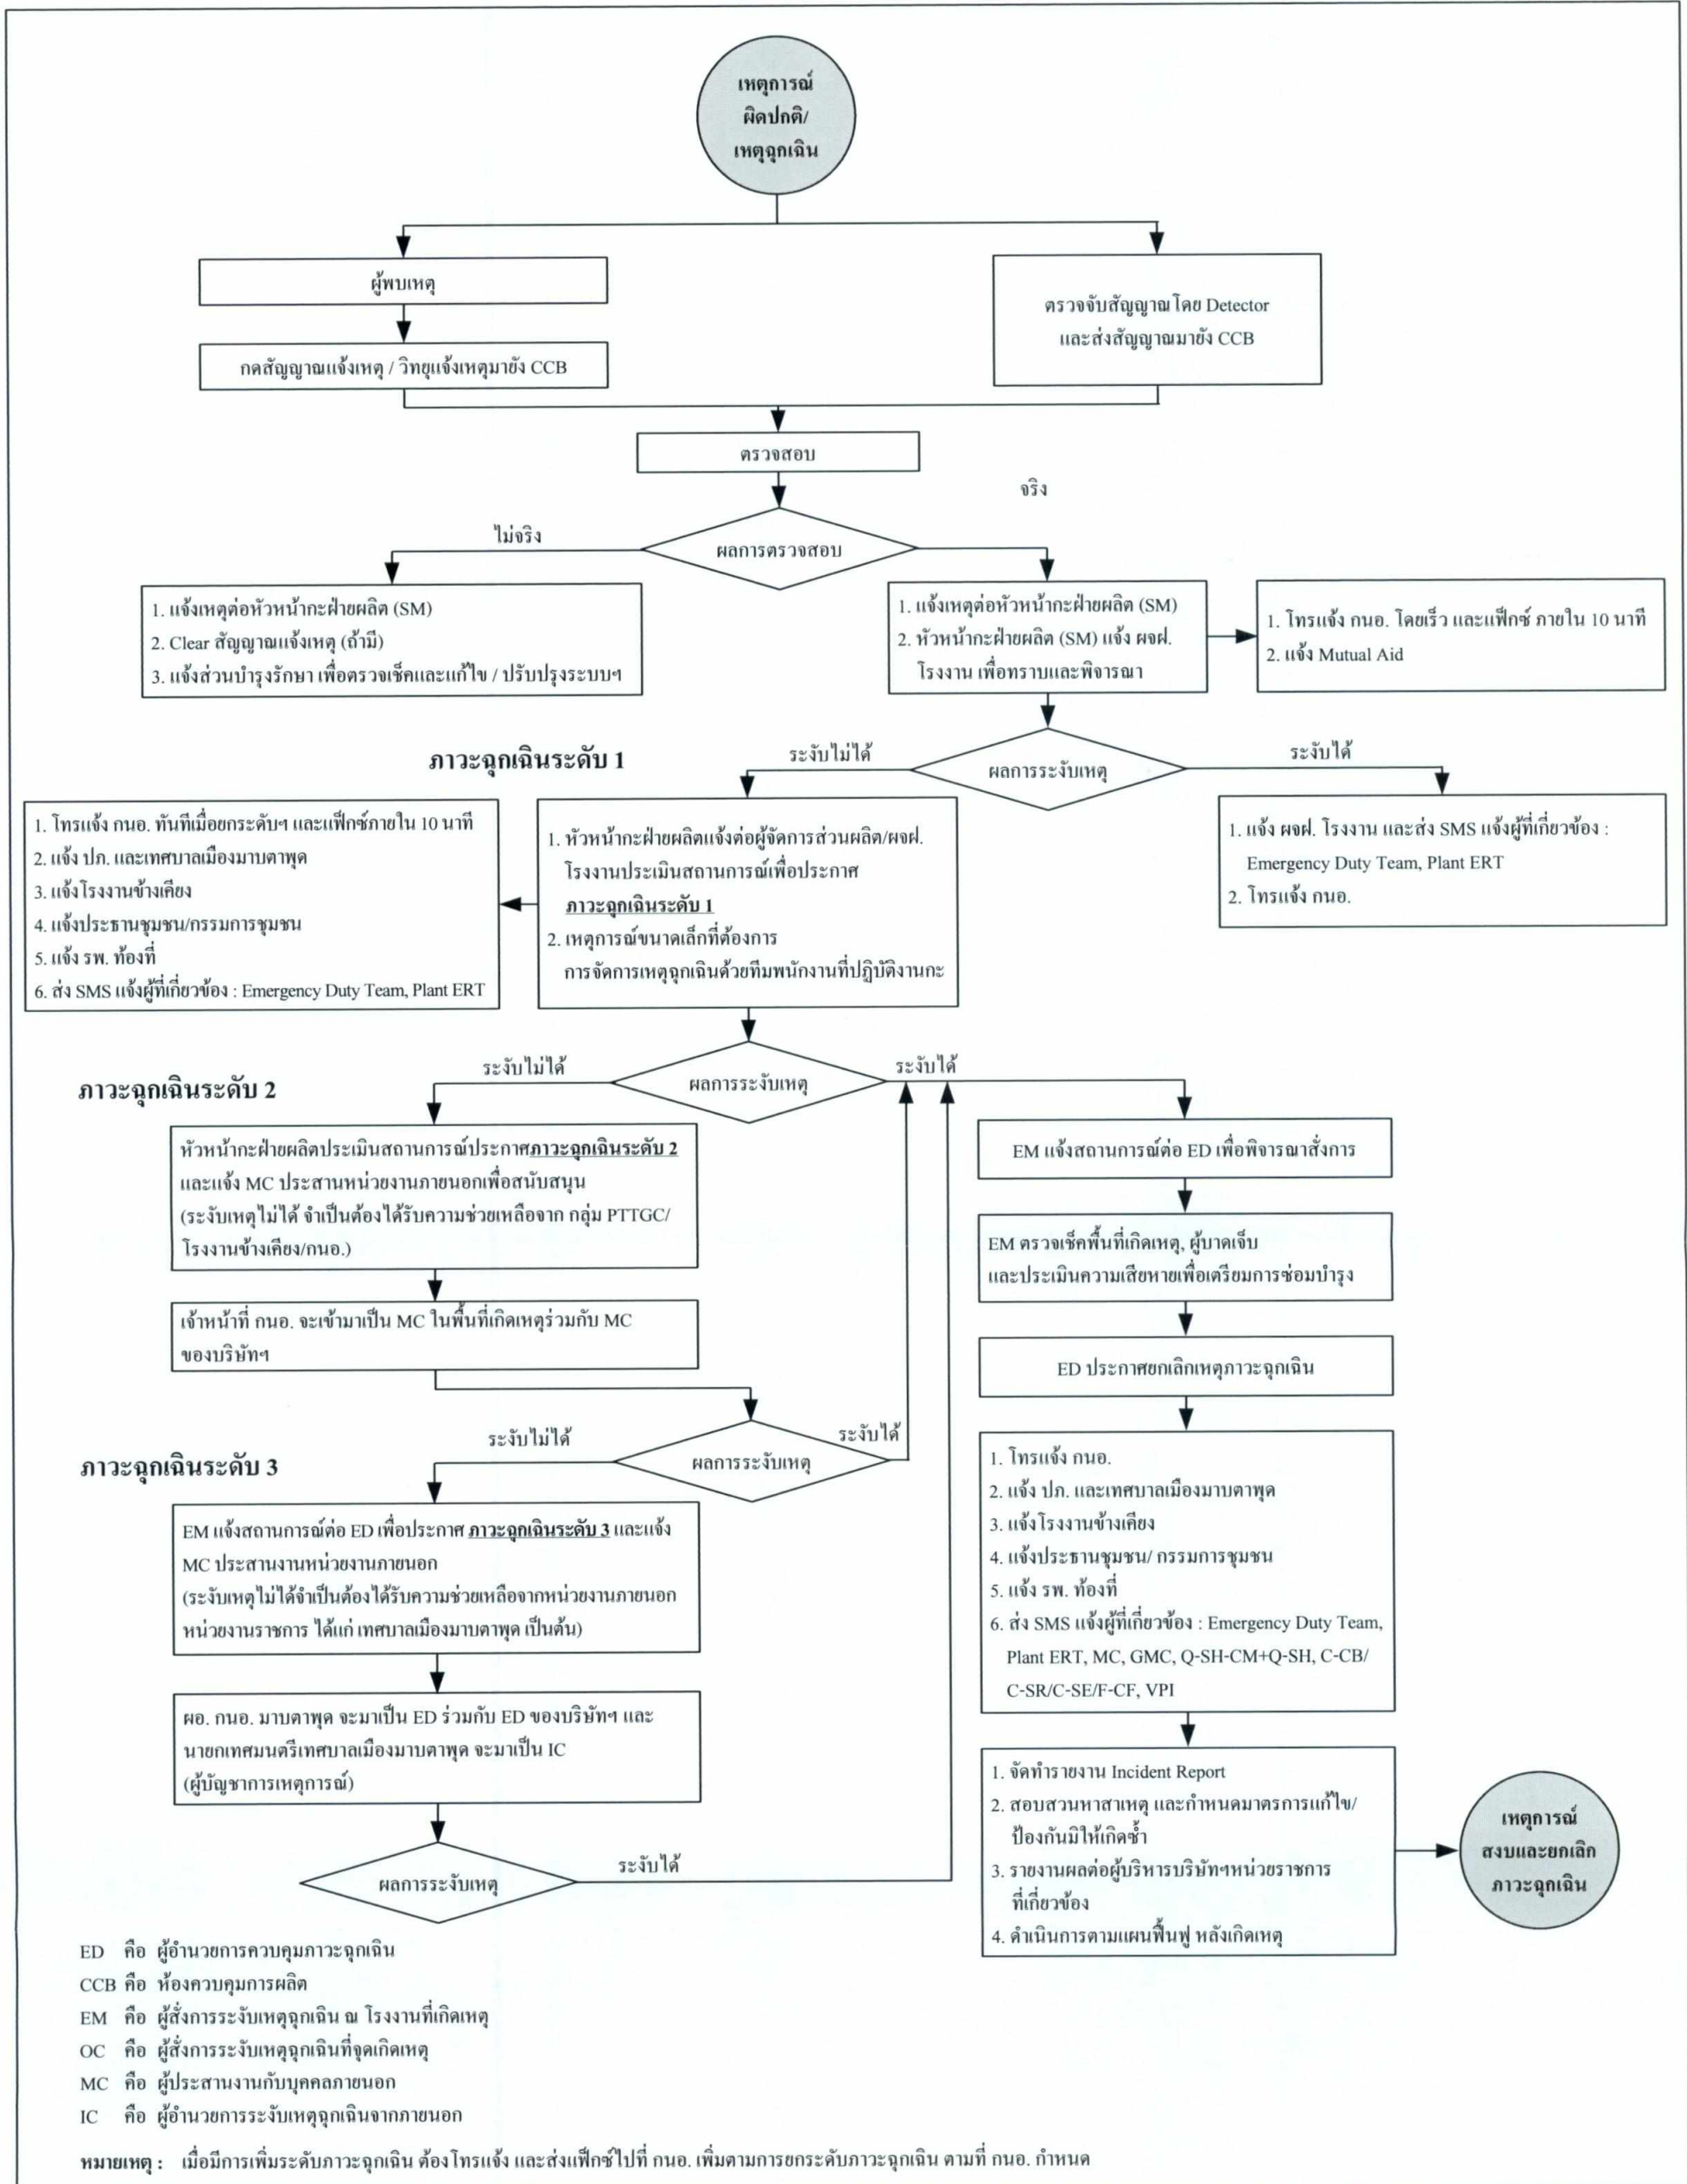 เหตุการณ์
ผิดปกติ/
เหตุฉุกเฉิน
ผู้พบเหตุ
กดสัญญาณแจ้งเหตุ / วิทยุแจ้งเหตุมายัง CCB
ตรวจจับสัญญาณโดย Detector
และส่งสัญญาณมายัง CCB
ตรวจสอบ
จริง
ไม่จริง
ผลการตรวจสอบ
1. แจ้งเหตุต่อหัวหน้ากะฝ่ายผลิต (SM)
2. Clear สัญญาณแจ้งเหตุ (ถ้ามี)
3. แจ้งส่วนบำรุงรักษา เพื่อตรวจเช็คและแก้ไข / ปรับปรุงระบบฯ
1. แจ้งเหตุต่อหัวหน้ากะฝ่ายผลิต (SM)
2. หัวหน้ากะฝ่ายผลิต (SM) แจ้ง ผจฝ.
โรงงาน เพื่อทราบและพิจารณา
1. โทรแจ้ง กนอ. โดยเร็ว และแฟ็กซ์ ภายใน 10 นาที
2. แจ้ง Mutual Aid
ภาวะฉุกเฉินระดับ 1
ระงับไม่ได้
ผลการระงับเหตุ
ระงับได้
1. โทรแจ้ง กนอ. ทันทีเมื่อยกระดับฯ และแฟ็กซ์ภายใน 10 นาที
2. แจ้ง ปภ. และเทศบาลเมืองมาบตาพุด
3. แจ้งโรงงานข้างเคียง
4. แจ้งประธานชุมชน/กรรมการชุมชน
5. แจ้ง รพ. ท้องที่
6. ส่ง SMS แจ้งผู้ที่เกี่ยวข้อง : Emergency Duty Team, Plant ERT
1. หัวหน้ากะฝ่ายผลิตแจ้งต่อผู้จัดการส่วนผลิต/ผจฝ.
โรงงานประเมินสถานการณ์เพื่อประกาศ
ภาวะฉุกเฉินระดับ 1
2. เหตุการณ์ขนาดเล็กที่ต้องการ
การจัดการเหตุฉุกเฉินด้วยทีมพนักงานที่ปฏิบัติงานกะ
1. แจ้ง ผจฝ. โรงงาน และส่ง SMS แจ้งผู้ที่เกี่ยวข้อง :
Emergency Duty Team, Plant ERT
2. โทรแจ้ง กนอ.
ภาวะฉุกเฉินระดับ 2
ระงับไม่ได้
ผลการระงับเหตุ
ระงับได้
หัวหน้ากะฝ่ายผลิตประเมินสถานการณ์ประกาศภาวะฉุกเฉินระดับ 2
และแจ้ง MC ประสานหน่วยงานภายนอกเพื่อสนับสนุน
(ระงับเหตุไม่ได้ จำเป็นต้องได้รับความช่วยเหลือจาก กลุ่ม PTTGC/
โรงงานข้างเคียง/กนอ.)
เจ้าหน้าที่ กนอ. จะเข้ามาเป็น MC ในพื้นที่เกิดเหตุร่วมกับ MC
ของบริษัทฯ
EM แจ้งสถานการณ์ต่อ ED เพื่อพิจารณาสั่งการ
EM ตรวจเช็คพื้นที่เกิดเหตุ, ผู้บาดเจ็บ
และประเมินความเสียหายเพื่อเตรียมการซ่อมบำรุง
ED ประกาศยกเลิกเหตุภาวะฉุกเฉิน
ภาวะฉุกเฉินระดับ 3
ระงับไม่ได้
ผลการระงับเหตุ
ระงับได้
EM แจ้งสถานการณ์ต่อ ED เพื่อประกาศ ภาวะฉุกเฉินระดับ 3 และแจ้ง
MC ประสานงานหน่วยงานภายนอก
(ระงับเหตุไม่ได้จำเป็นต้องได้รับความช่วยเหลือจากหน่วยงานภายนอก
หน่วยงานราชการ ได้แก่ เทศบาลเมืองมาบตาพุด เป็นต้น)
ผอ. กนอ. มาบตาพุด จะมาเป็น ED ร่วมกับ ED ของบริษัทฯ และ
นายกเทศมนตรีเทศบาลเมืองมาบตาพุด จะมาเป็น IC
(ผู้บัญชาการเหตุการณ์)
ผลการระงับเหตุ
ระงับได้
1. โทรแจ้ง กนอ.
2. แจ้ง ปภ. และเทศบาลเมืองมาบตาพุด
3. แจ้งโรงงานข้างเคียง
4. แจ้งประธานชุมชน/ กรรมการชุมชน
5. แจ้ง รพ. ท้องที่
6. ส่ง SMS แจ้งผู้ที่เกี่ยวข้อง : Emergency Duty Team,
Plant ERT, MC, GMC, Q-SH-CM+Q-SH, C-CB/
C-SR/C-SE/F-CF, VPI
1. จัดทำรายงาน Incident Report
2. สอบสวนหาสาเหตุ และกำหนดมาตรการแก้ไข/
ป้องกันมิให้เกิดซ้ำ
3. รายงานผลต่อผู้บริหารบริษัทฯหน่วยราชการ
ที่เกี่ยวข้อง
4. ดำเนินการตามแผนฟื้นฟู หลังเกิดเหตุ
เหตุการณ์
สงบและยกเลิก
ภาวะฉุกเฉิน
ED คือ ผู้อำนวยการควบคุมภาวะฉุกเฉิน
CCB คือ ห้องควบคุมการผลิต
EM คือ ผู้สั่งการระงับเหตุฉุกเฉิน ณ โรงงานที่เกิดเหตุ
OC คือ ผู้สั่งการระงับเหตุฉุกเฉินที่จุดเกิดเหตุ
MC คือ ผู้ประสานงานกับบุคคลภายนอก
IC คือ ผู้อำนวยการระงับเหตุฉุกเฉินจากภายนอก
หมายเหตุ : เมื่อมีการเพิ่มระดับภาวะฉุกเฉิน ต้องโทรแจ้ง และส่งแฟ็กซ์ไปที่ กนอ. เพิ่มตามการยกระดับภาวะฉุกเฉิน ตามที่ กนอ. กำหนด